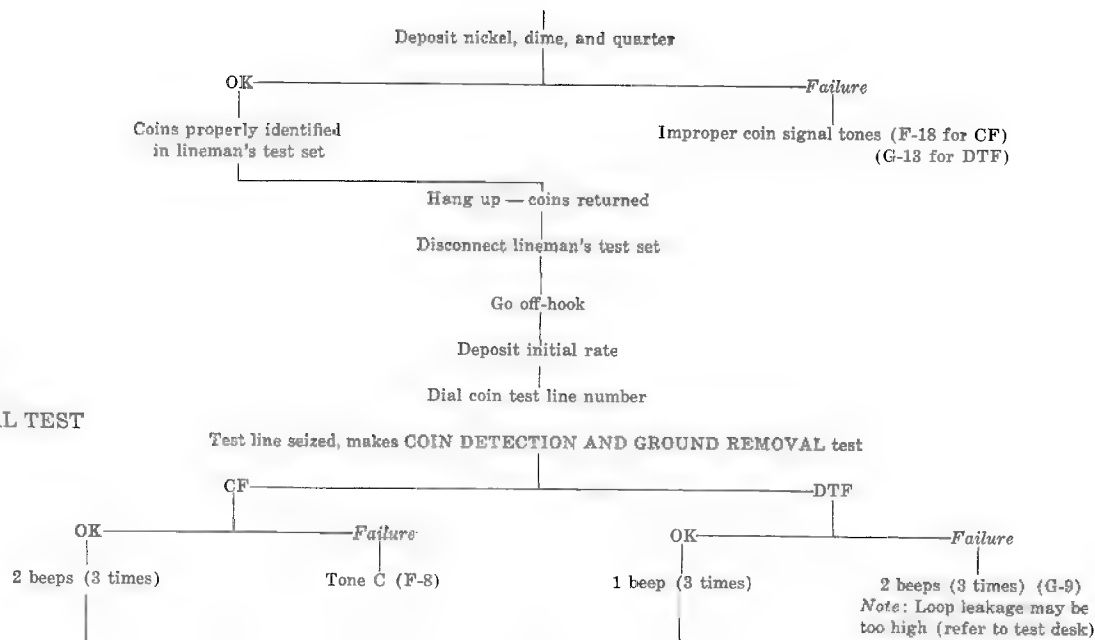 Deposit nickel, dime, and quarter
OK
Failure
Coins properly identified
in lineman's test set
Improper coin signal tones (F-18 for CF)
(G-13 for DTF)
Hang up — coins returned
Disconnect lineman's test set
Go off-hook
Deposit initial rate
Dial coin test line number
AL TEST
Test line seized, makes COIN DETECTION AND GROUND REMOVAL test
CF
DTF
OK
Failure
OK
Failure
2 beeps (3 times)
Tone C (F-8)
1 beep (3 times)
2 beeps (3 times) (G-9)
Note: Loop leakage may be
too high (refer to test desk)